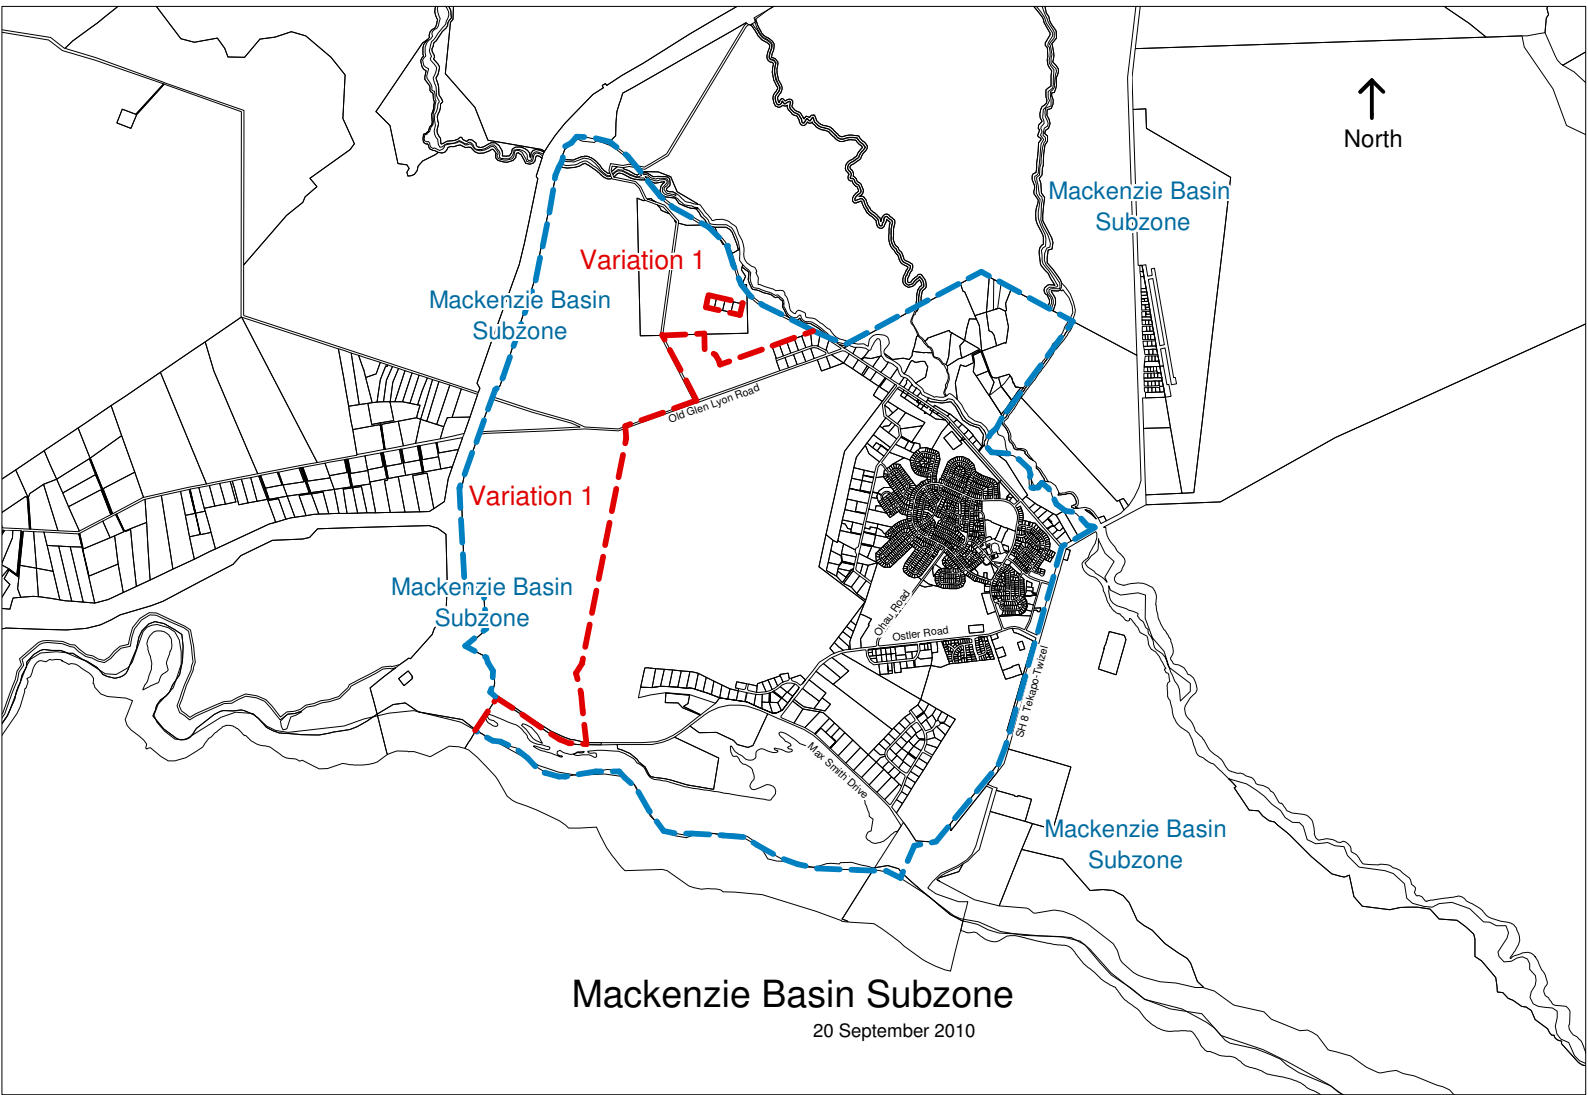 North
Mackenzie Basin
Subzone
Variation 1
Mackenzie Basin
Subzone
Old Glen Lyon Road
Variation 1
Mackenzie Basin
Subzone
Ohau Road
Ostler Road
SH 8 Tekapo-Twizel
Max Smith Drive
Mackenzie Basin
Subzone
Mackenzie Basin Subzone
20 September 2010